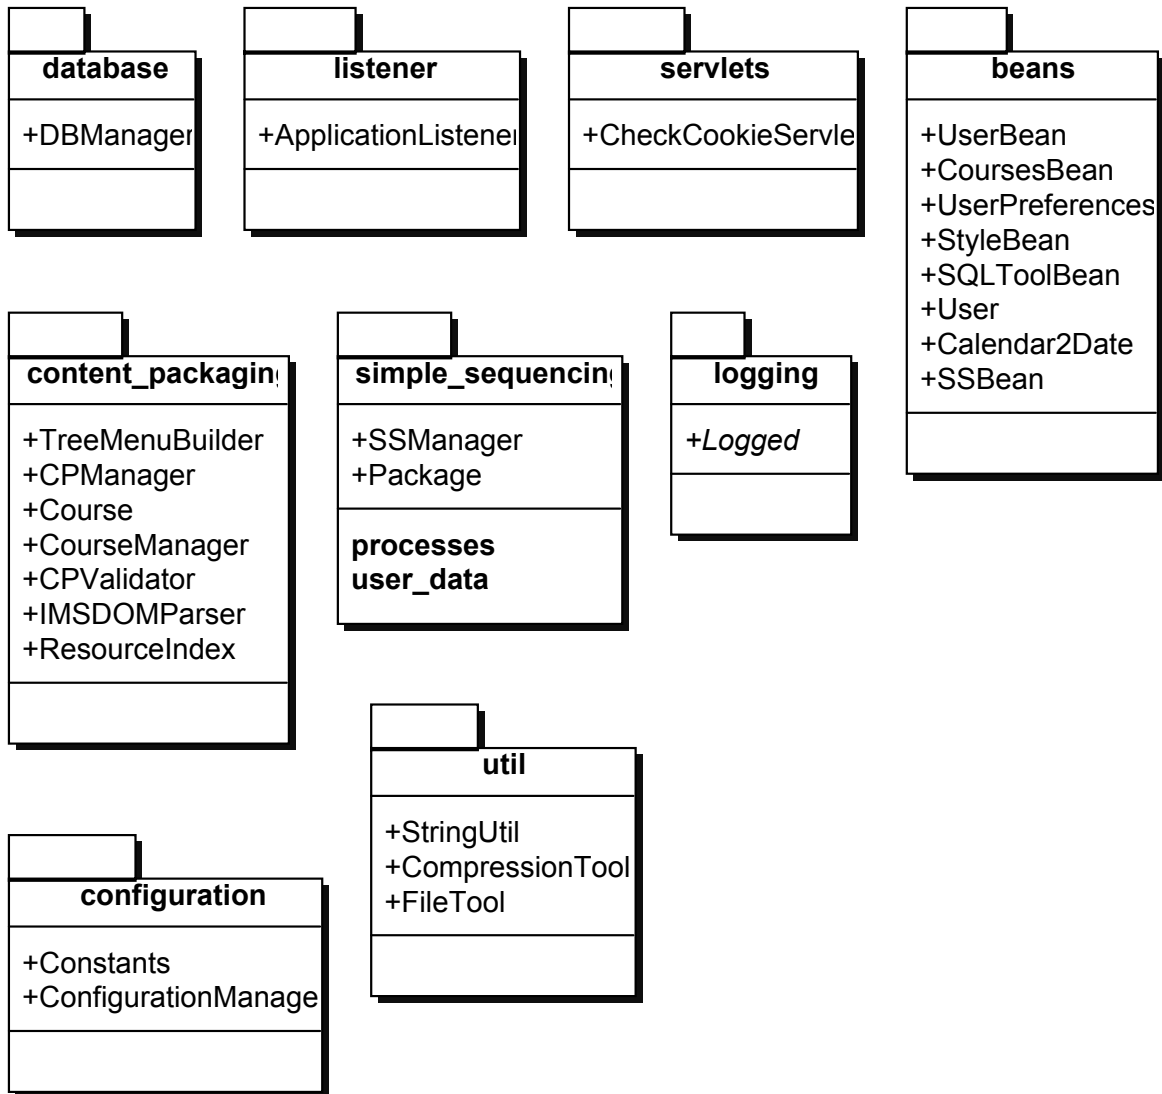 database
+DBManager
listener
+ApplicationListener
servlets
+CheckCookieServle
beans
+UserBean
+CoursesBean
+UserPreferences
+StyleBean
+SQLToolBean
+User
+Calendar2Date
+SSBean
content_packaging
+TreeMenuBuilder
+CPManager
+Course
+CourseManager
+CPValidator
+IMSDOMParser
+ResourceIndex
simple_sequencing
+SSManager
+Package
processes
user_data
logging
+Logged
util
+StringUtil
+CompressionTool
+FileTool
configuration
+Constants
+ConfigurationManage